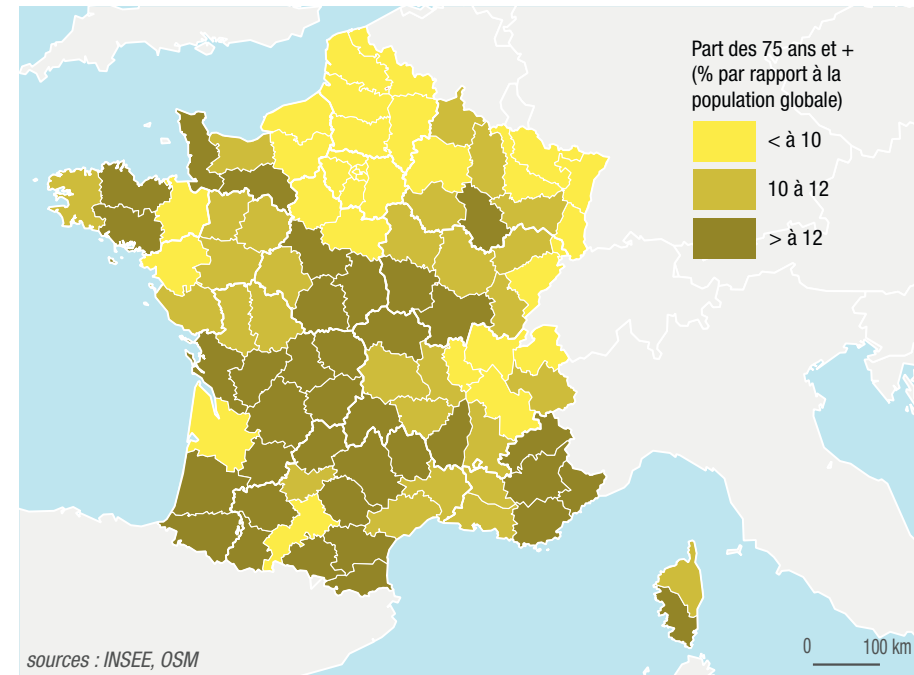 Part des 75 ans et +
(% par rapport à la
population globale)
< à 10
10 à 12
> à 12
sources : INSEE, OSM
0 100 km